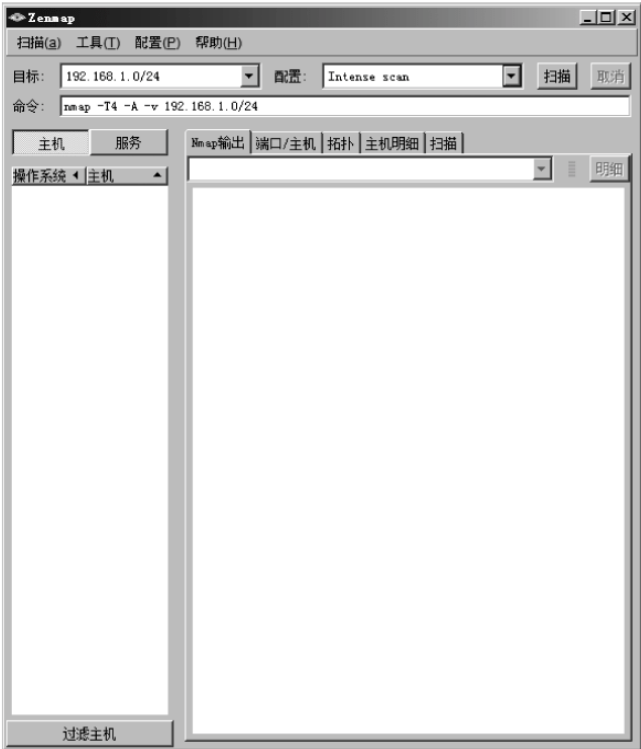 Zenmap
扫描(a) 工具(T) 配置(P) 帮助(H)
目标: 192.168.1.0/24 配置: Intense scan 扫描 取消
命令: nmap -T4 -A -v 192.168.1.0/24
主机 服务 Nmap输出 端口/主机 拓扑 主机明细 扫描
操作系统 主机 明细
过滤主机